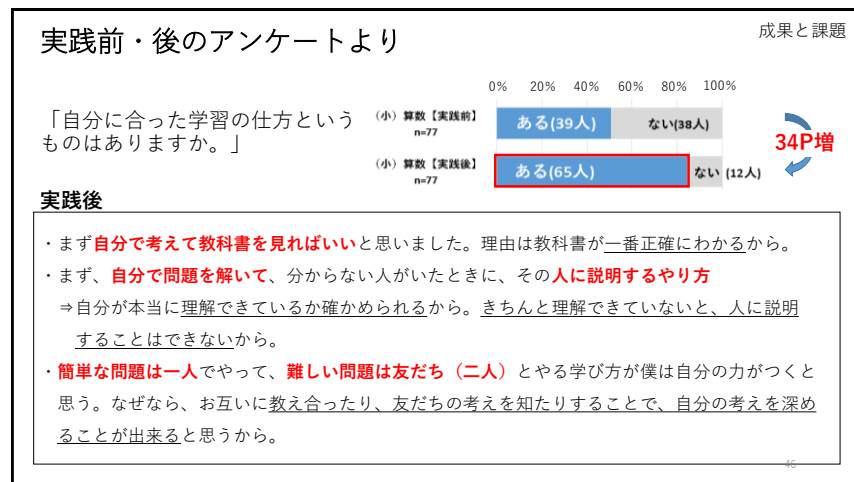 実践前・後のアンケートより
成果と課題
「自分に合った学習の仕方という
ものはありますか。」
0% 20% 40% 60% 80% 100%
(小) 算数【実践前】
n=77
ある(39人)
ない(38人)
(小) 算数【実践後】
n=77
ある(65人)
ない (12人)
34P増
実践後
・まず自分で考えて教科書を見ればいいと思いました。理由は教科書が一番正確にわかるから。
・まず、自分で問題を解いて、分からない人がいたときに、その人に説明するやり方
⇒自分が本当に理解できているか確かめられるから。きちんと理解できていないと、人に説明
することはできないから。
・簡単な問題は一人でやって、難しい問題は友だち（二人）とやる学び方が僕は自分の力がつくと
思う。なぜなら、お互いに教え合ったり、友だちの考えを知たりすることで、自分の考えを深め
ることが出来ると思うから。
46